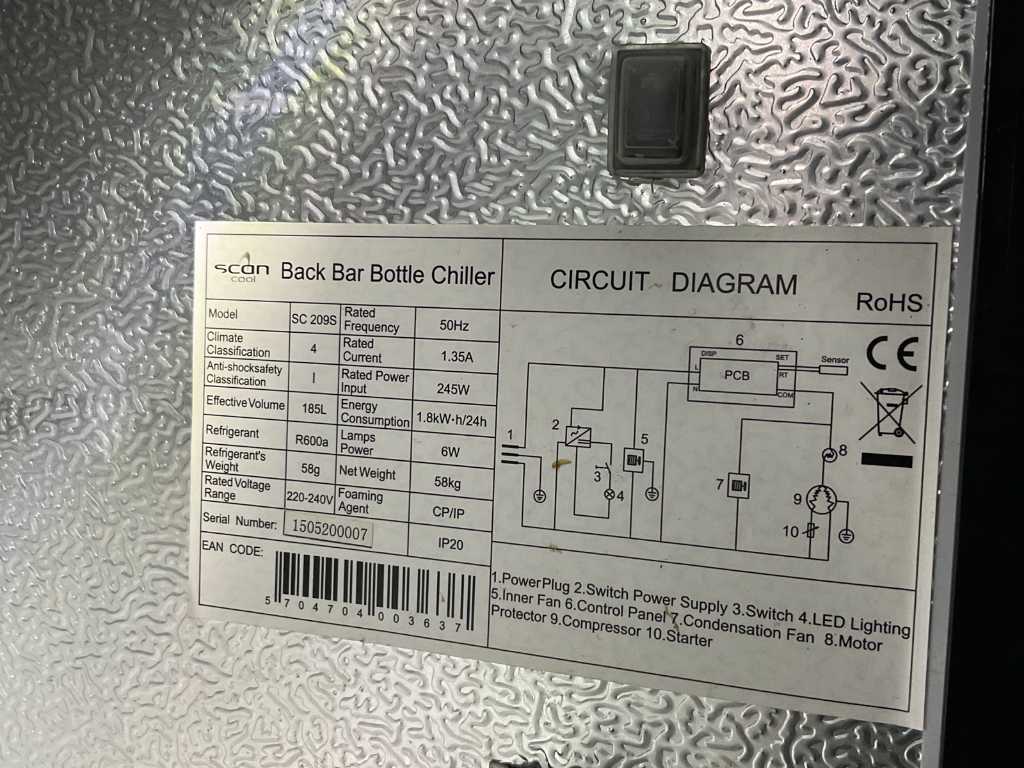 scan
cool
Back Bar Bottle Chiller
Model SC 209S Rated Frequency 50Hz
Climate Classification 4 Rated Current 1.35A
Anti-shocksafety Classification I Rated Power Input 245W
Effective Volume 185L Energy Consumption 1.8kW·h/24h
Refrigerant R600a Lamps Power 6W
Refrigerant's Weight 58g Net Weight 58kg
Rated Voltage Range 220-240V Foaming Agent CP/IP
Serial Number: 1505200007 IP20
EAN CODE:
5 704704 003637
CIRCUIT DIAGRAM
RoHS
CE
6
DISP SET
L PCB RT Sensor
N COM
1
2
3
4
5
7
8
9
10
1.PowerPlug 2.Switch Power Supply 3.Switch 4.LED Lighting
5.Inner Fan 6.Control Panel 7.Condensation Fan 8.Motor
Protector 9.Compressor 10.Starter